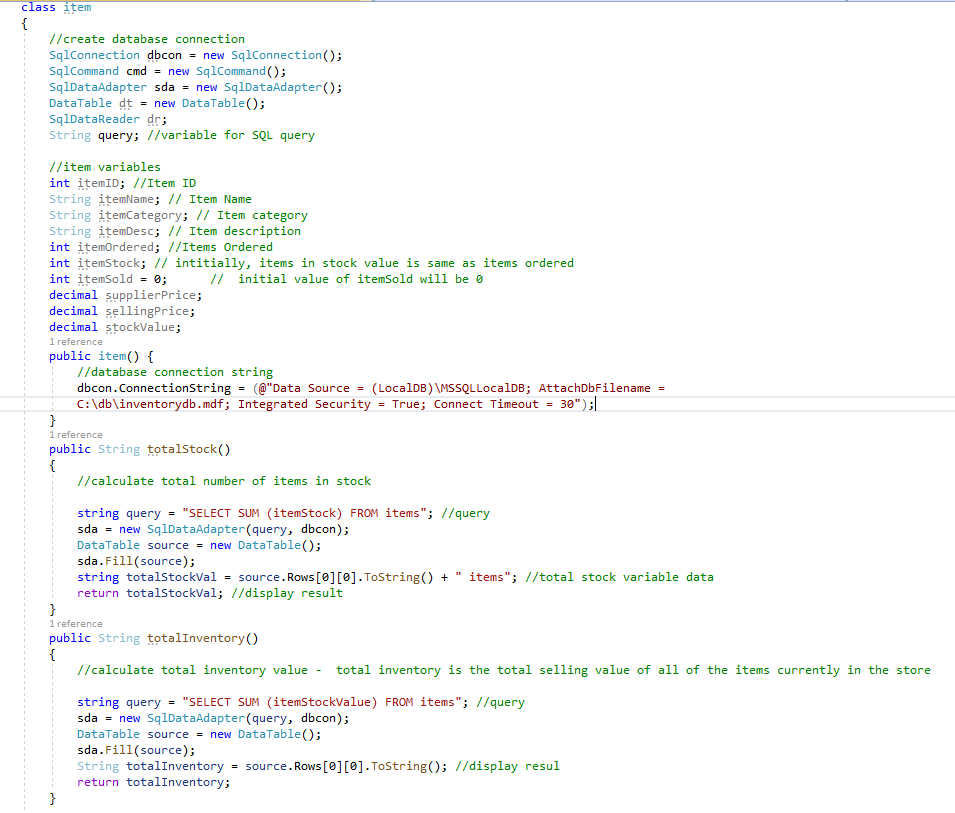 class item
{
//create database connection
SqlConnection dbcon = new SqlConnection();
SqlCommand cmd = new SqlCommand();
SqlDataAdapter sda = new SqlDataAdapter();
DataTable dt = new DataTable();
SqlDataReader dr;
String query; //variable for SQL query
//item variables
int itemID; //Item ID
String itemName; // Item Name
String itemCategory; // Item category
String itemDesc; // Item description
int itemOrdered; //Items Ordered
int itemStock; // intitially, items in stock value is same as items ordered
int itemSold = 0;      //  initial value of itemSold will be 0
decimal supplierPrice;
decimal sellingPrice;
decimal stockValue;
1 reference
public item() {
//database connection string
dbcon.ConnectionString = (@"Data Source = (LocalDB)\MSSQLLocalDB; AttachDbFilename =
C:\db\inventorydb.mdf; Integrated Security = True; Connect Timeout = 30");
}
1 reference
public String totalStock()
{
//calculate total number of items in stock
string query = "SELECT SUM (itemStock) FROM items"; //query
sda = new SqlDataAdapter(query, dbcon);
DataTable source = new DataTable();
sda.Fill(source);
string totalStockVal = source.Rows[0][0].ToString() + " items"; //total stock variable data
return totalStockVal; //display result
}
1 reference
public String totalInventory()
{
//calculate total inventory value -  total inventory is the total selling value of all of the items currently in the store
string query = "SELECT SUM (itemStockValue) FROM items"; //query
sda = new SqlDataAdapter(query, dbcon);
DataTable source = new DataTable();
sda.Fill(source);
String totalInventory = source.Rows[0][0].ToString(); //display resul
return totalInventory;
}